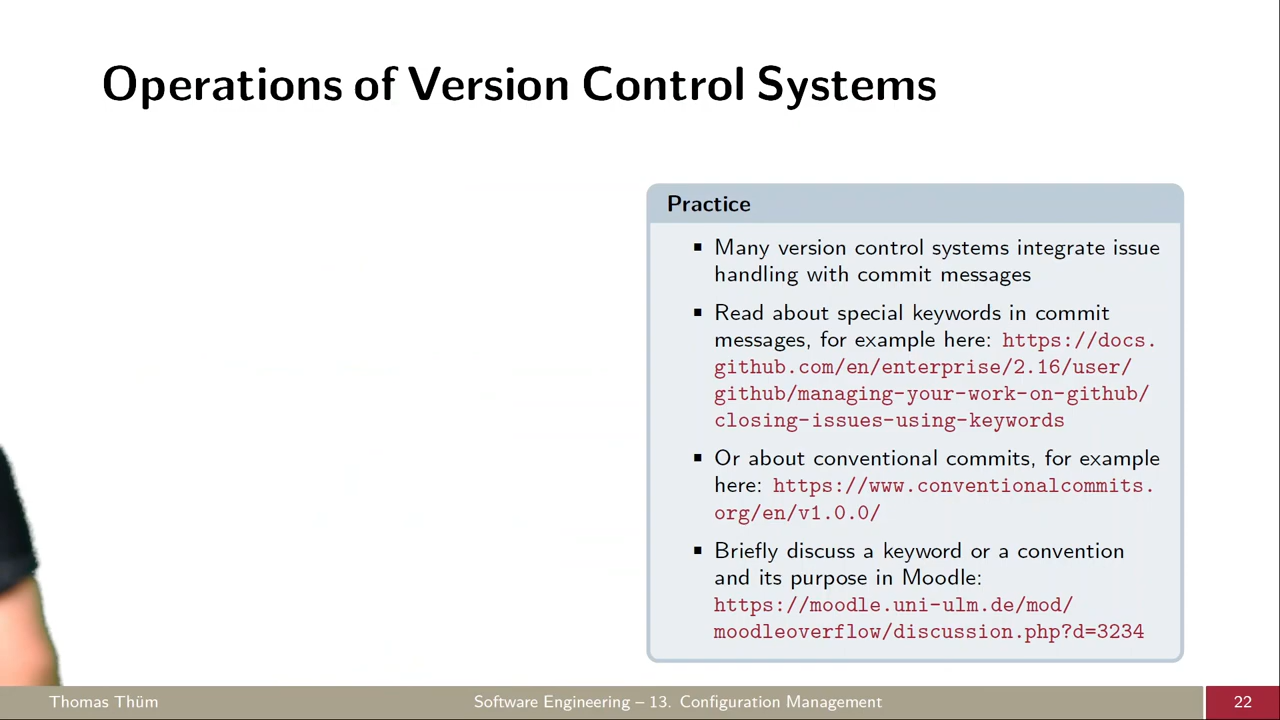 Operations of Version Control Systems
Practice
▪ Many version control systems integrate issue
handling with commit messages
▪ Read about special keywords in commit
messages, for example here: https://docs.
github.com/en/enterprise/2.16/user/
github/managing-your-work-on-github/
closing-issues-using-keywords
▪ Or about conventional commits, for example
here: https://www.conventionalcommits.
org/en/v1.0.0/
▪ Briefly discuss a keyword or a convention
and its purpose in Moodle:
https://moodle.uni-ulm.de/mod/
moodleoverflow/discussion.php?d=3234
Thomas Thüm
Software Engineering – 13. Configuration Management
22